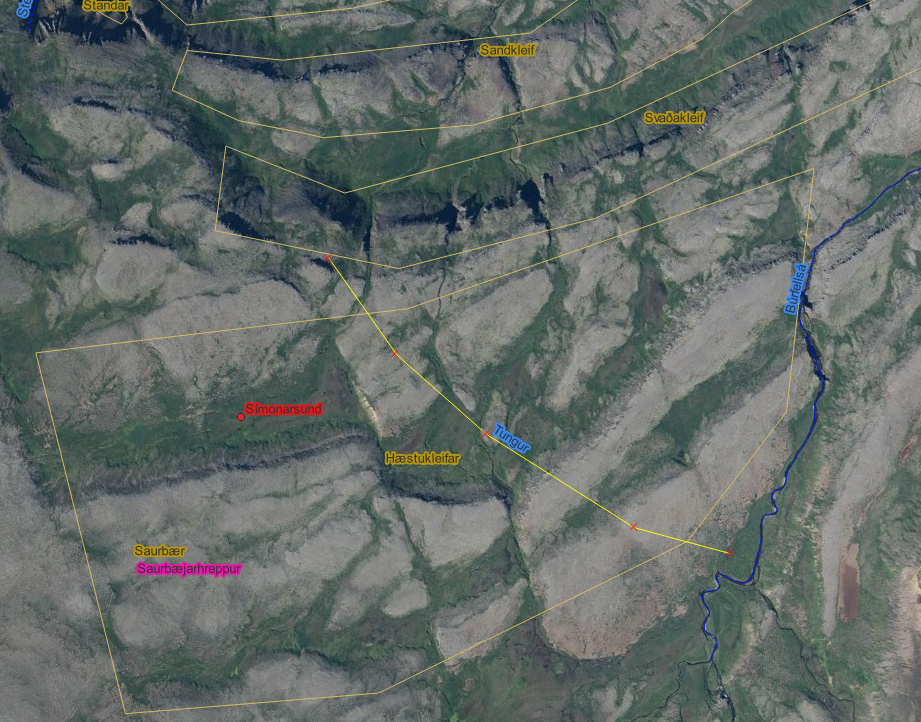 Standar
Sandkleif
Svaðakleif
Búrfellsá
Símonarsund
Tungur
Hæstukleifar
Saurbær
Saurbæjarhreppur